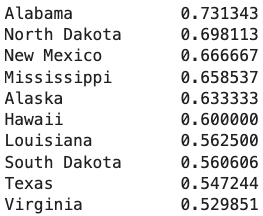 Alabama 0.731343
North Dakota 0.698113
New Mexico 0.666667
Mississippi 0.658537
Alaska 0.633333
Hawaii 0.600000
Louisiana 0.562500
South Dakota 0.560606
Texas 0.547244
Virginia 0.529851